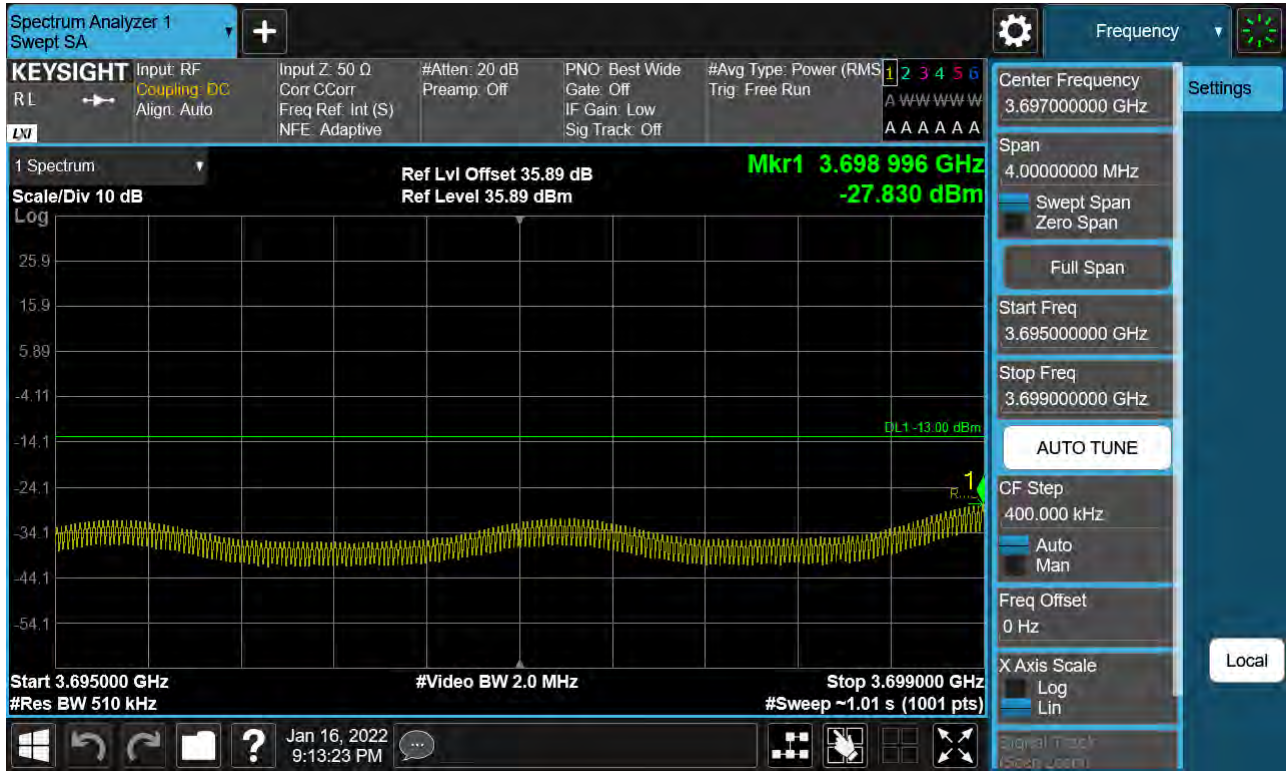 Spectrum Analyzer 1
Swept SA
+
Frequency
KEYSIGHT
RL
LXI
Input: RF
Coupling: DC
Align: Auto
Input Z: 50 Ω
Corr CCorr
Freq Ref: Int (S)
NFE: Adaptive
#Atten: 20 dB
Preamp: Off
PNO: Best Wide
Gate: Off
IF Gain: Low
Sig Track: Off
#Avg Type: Power (RMS
Trig: Free Run
1 2 3 4 5 6
A W W W W W
A A A A A A
1 Spectrum
Scale/Div 10 dB
Log
Ref Lvl Offset 35.89 dB
Ref Level 35.89 dBm
Mkr1 3.698 996 GHz
-27.830 dBm
25.9
15.9
5.89
-4.11
-14.1
-24.1
-34.1
-44.1
-54.1
DL1 -13.00 dBm
1
Start 3.695000 GHz
#Res BW 510 kHz
#Video BW 2.0 MHz
Stop 3.699000 GHz
#Sweep ~1.01 s (1001 pts)
Center Frequency
3.697000000 GHz
Span
4.00000000 MHz
Swept Span
Zero Span
Full Span
Start Freq
3.695000000 GHz
Stop Freq
3.699000000 GHz
AUTO TUNE
CF Step
400.000 kHz
Auto
Man
Freq Offset
0 Hz
X Axis Scale
Log
Lin
Signal Track
(Span Zoom)
Settings
Local
?
Jan 16, 2022
9:13:23 PM